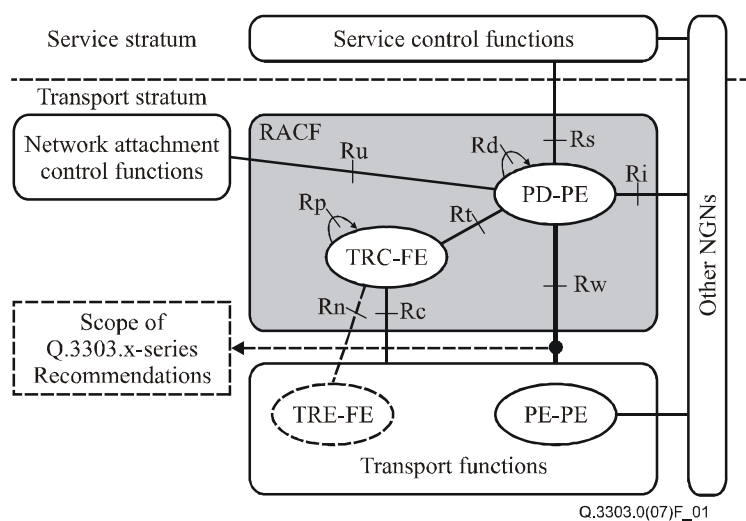 Service stratum
Service control functions
Transport stratum
Network attachment
control functions
RACF
Ru
Rd
Rs
Ri
PD-PE
Rp
Rt
TRC-FE
Rn
Rc
Rw
Other NGNs
Scope of
Q.3303.x-series
Recommendations
TRE-FE
PE-PE
Transport functions
Q.3303.0(07)F_01